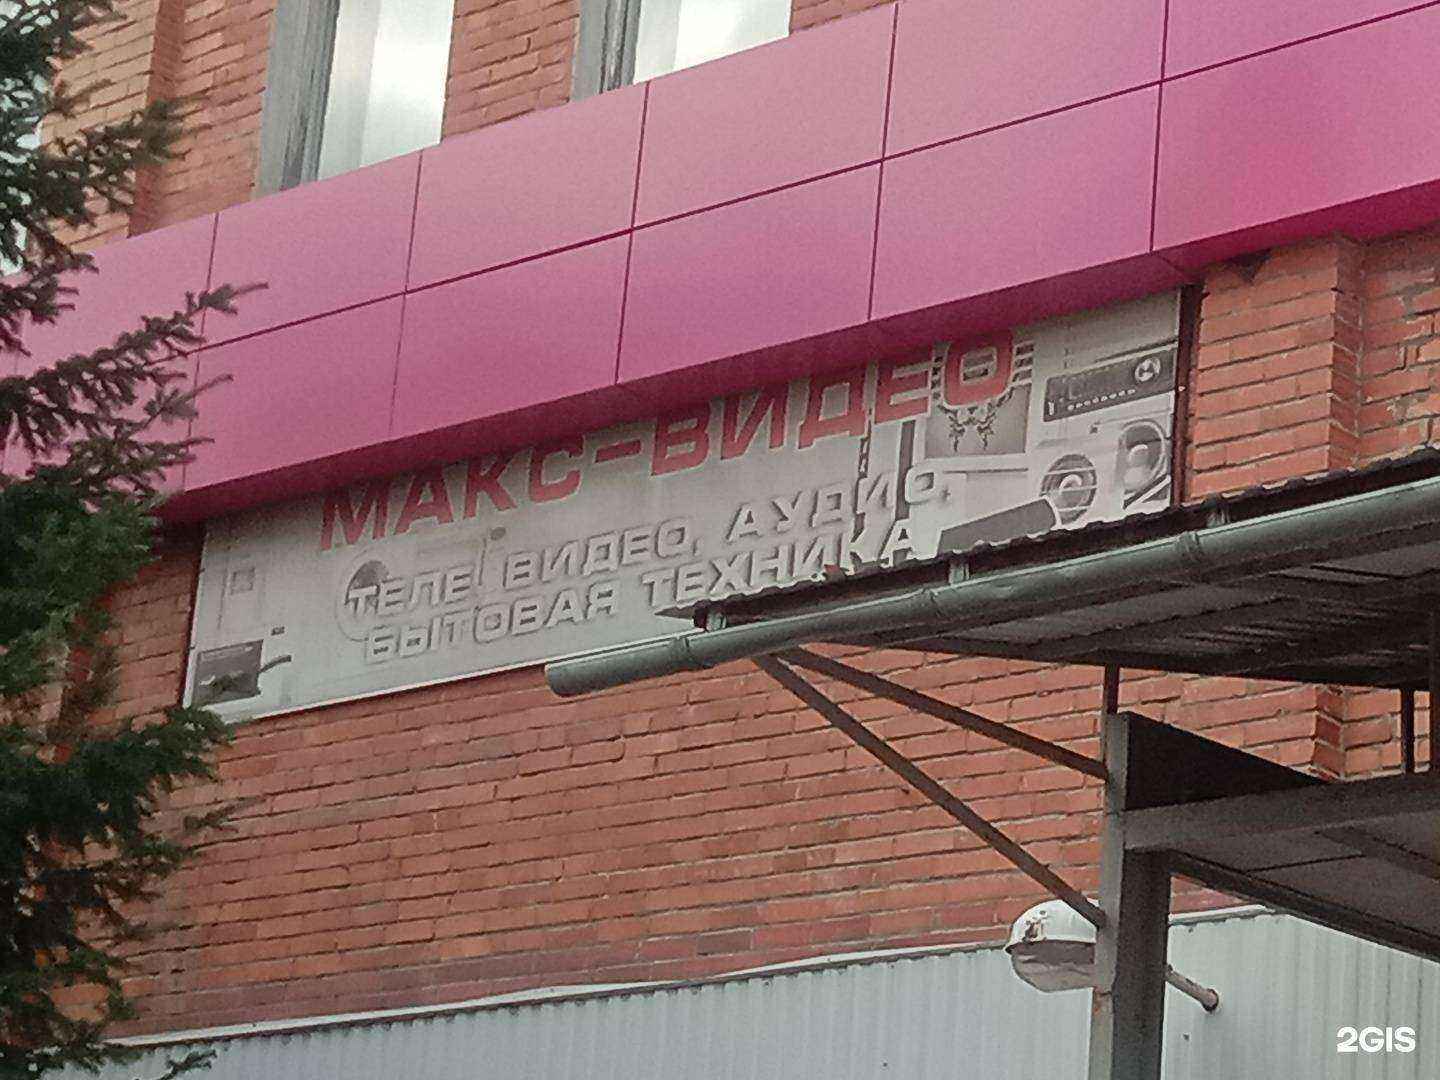 МАКС-ВИДЕО
ТЕЛЕ, ВИДЕО, АУДИО,
БЫТОВАЯ ТЕХНИКА
2GIS